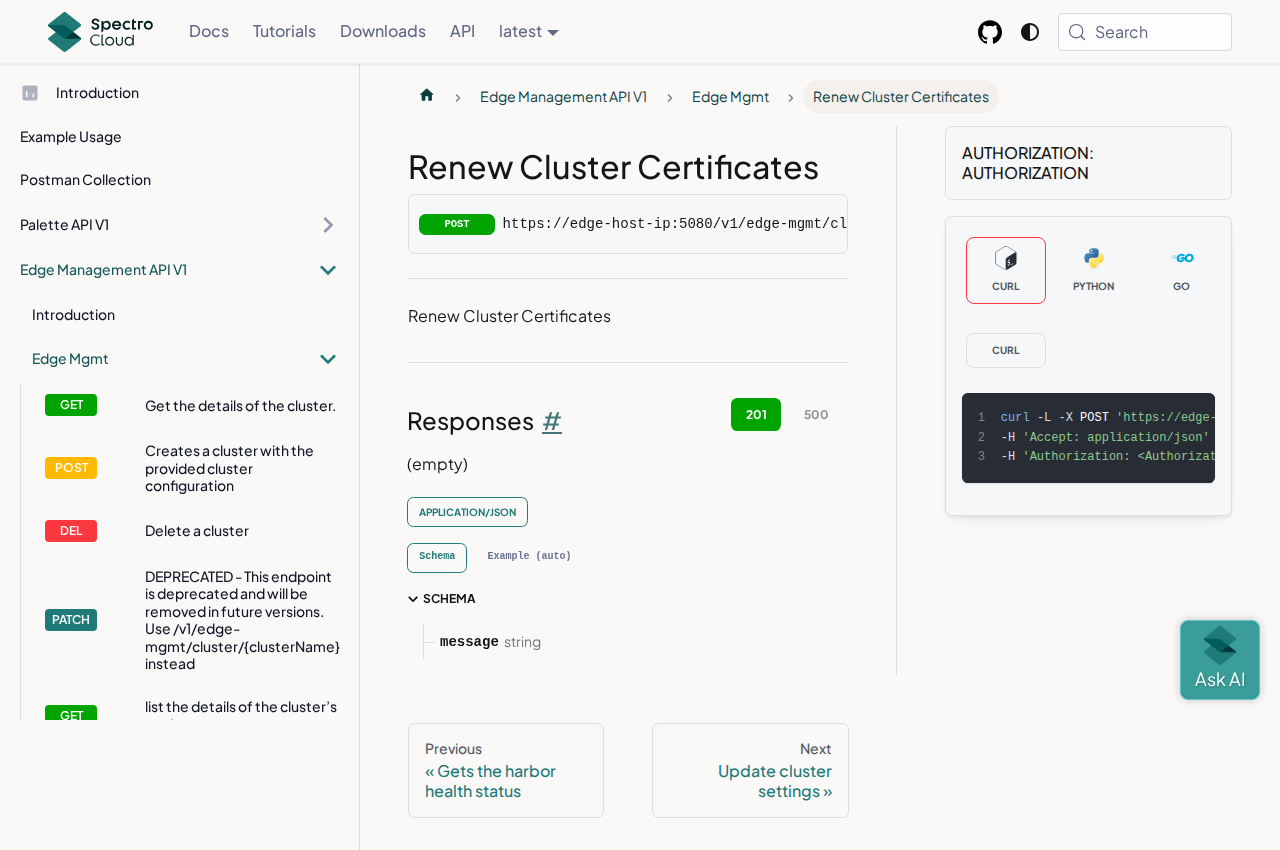 Spectro Cloud
Docs
Tutorials
Downloads
API
latest
Search
Introduction
Example Usage
Postman Collection
Palette API V1
Edge Management API V1
Introduction
Edge Mgmt
GET
Get the details of the cluster.
POST
Creates a cluster with the
provided cluster
configuration
DEL
Delete a cluster
PATCH
DEPRECATED - This endpoint
is deprecated and will be
removed in future versions.
Use /v1/edge-
mgmt/cluster/{clusterName}
instead
GET
list the details of the cluster's
Edge Management API V1
Edge Mgmt
Renew Cluster Certificates
Renew Cluster Certificates
POST https://edge-host-ip:5080/v1/edge-mgmt/cl
Renew Cluster Certificates
Responses #
201
500
(empty)
APPLICATION/JSON
Schema
Example (auto)
SCHEMA
message string
Previous
« Gets the harbor
health status
Next
Update cluster
settings »
AUTHORIZATION:
AUTHORIZATION
CURL
PYTHON
GO
GO
CURL
1 curl -L -X POST 'https://edge-
2 -H 'Accept: application/json'
3 -H 'Authorization: <Authorizat
Ask AI